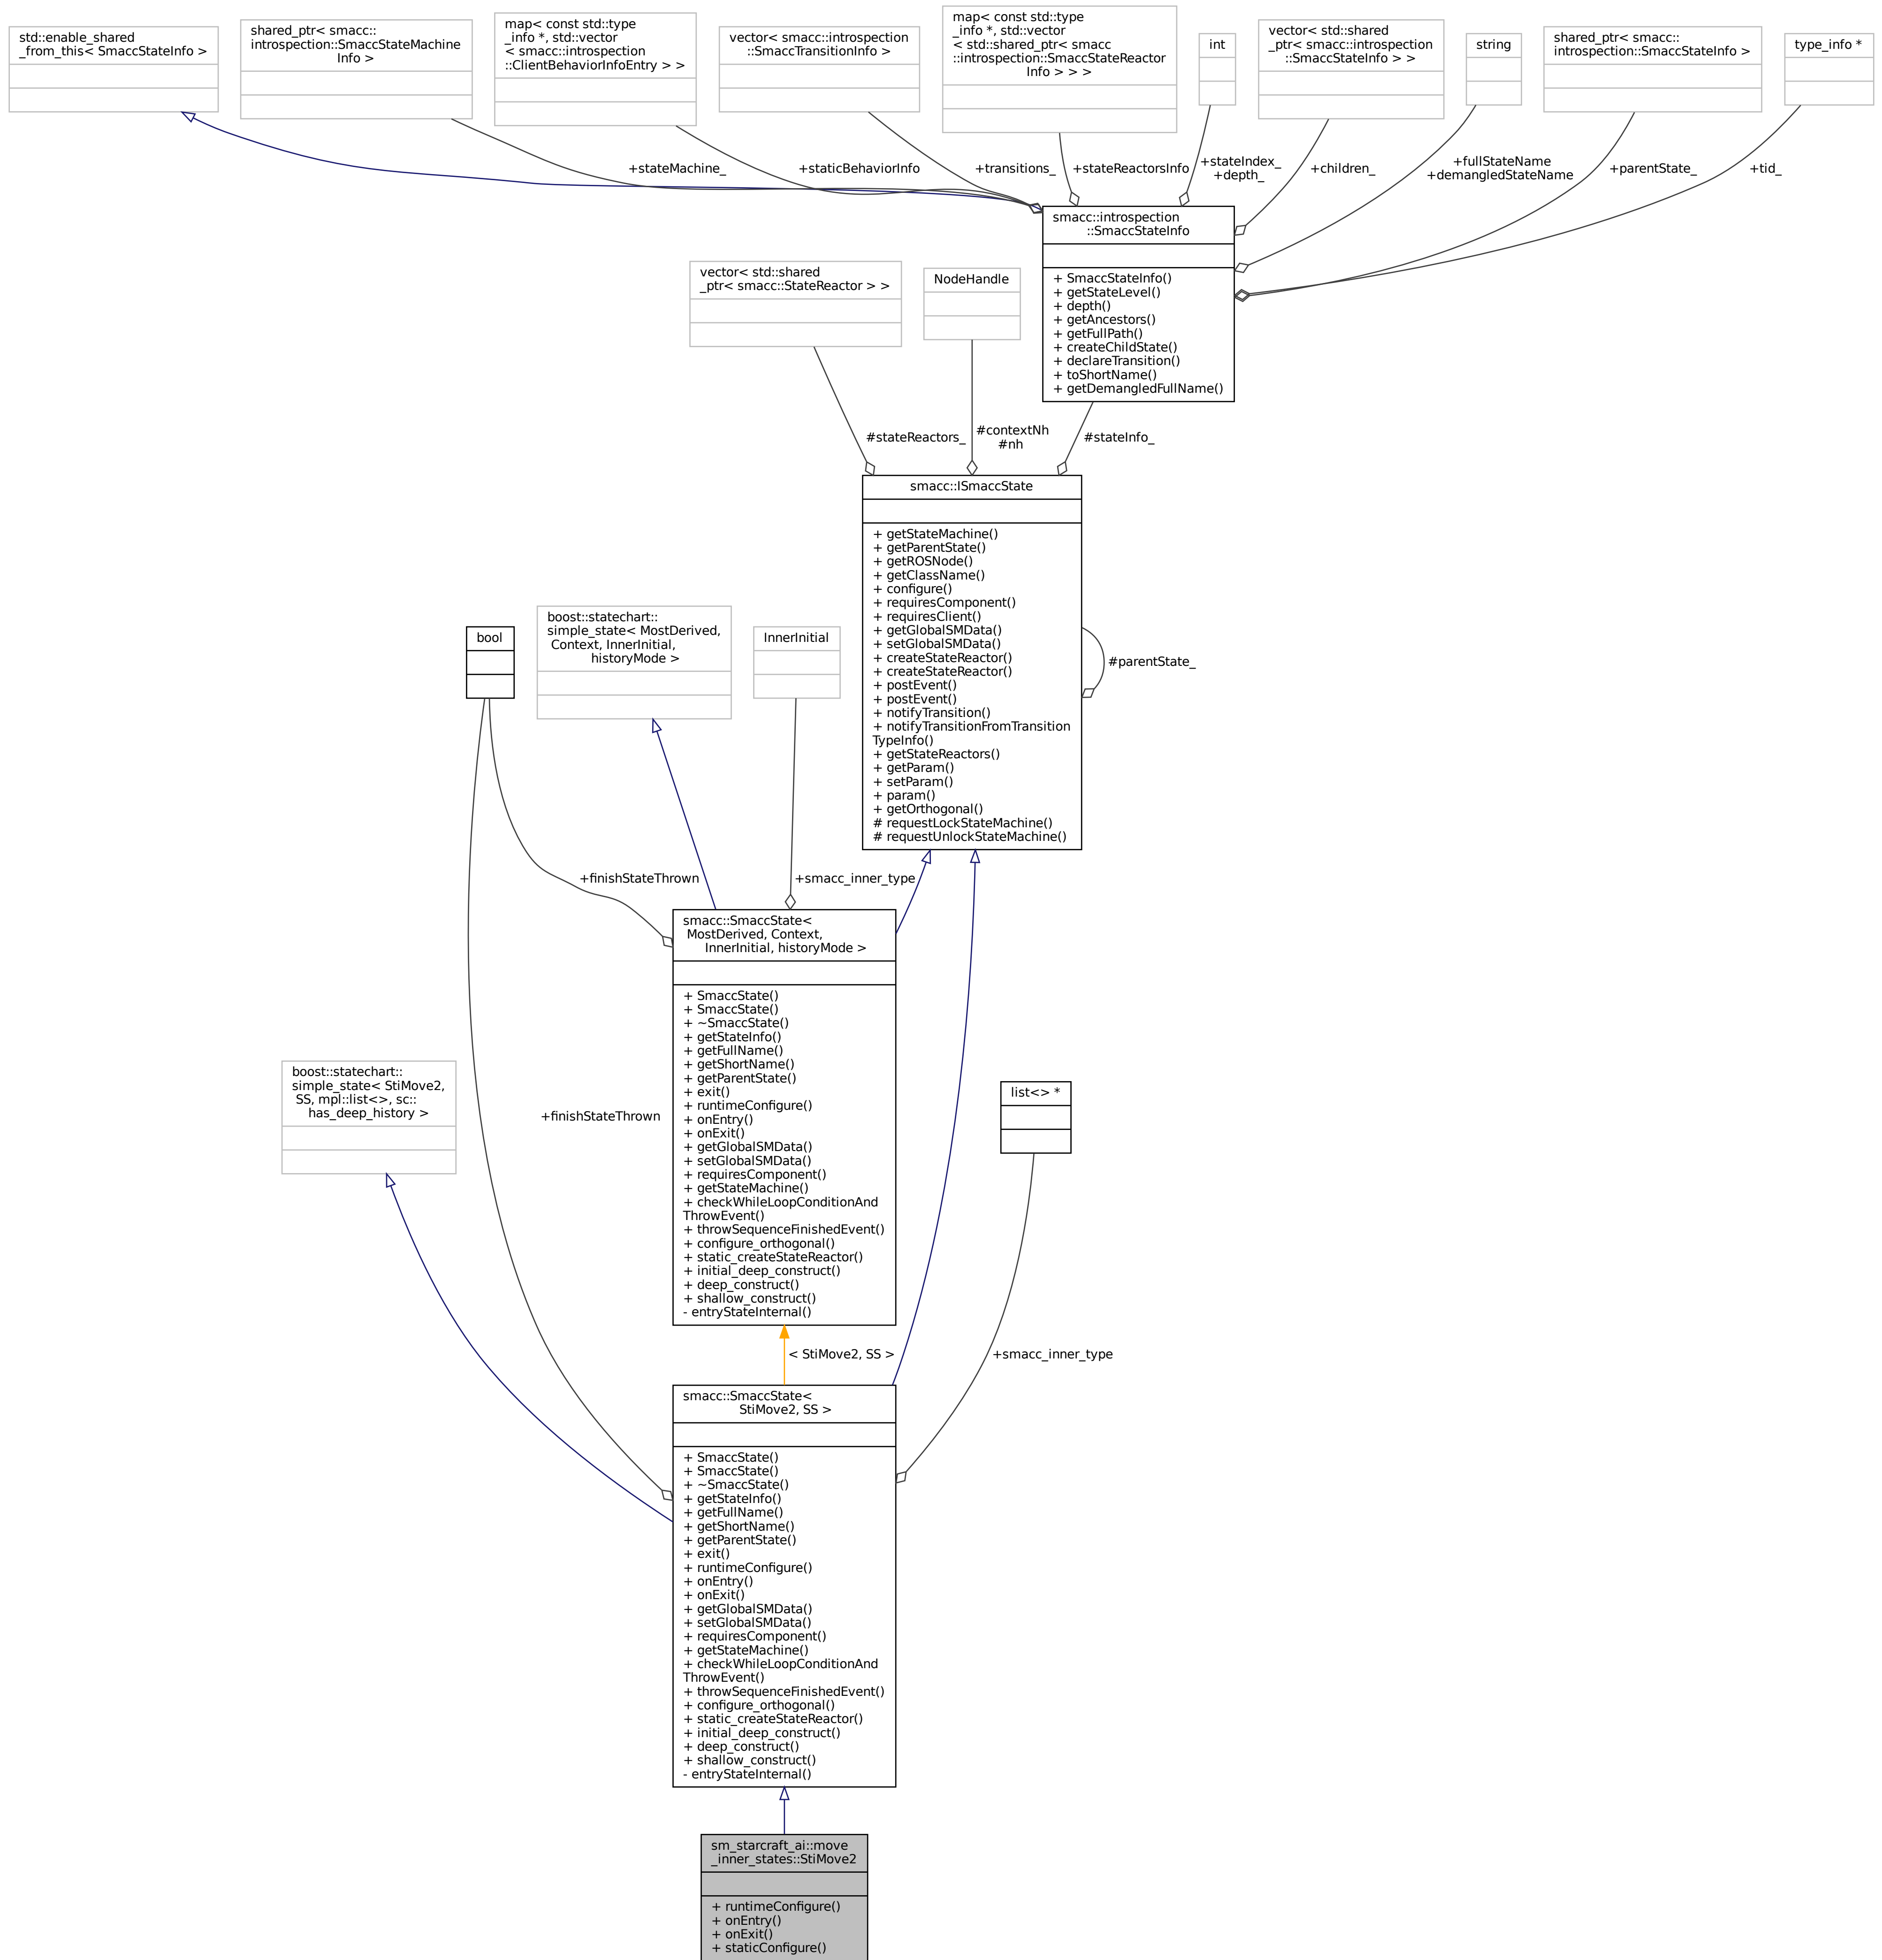 std::enable_shared
_from_this< SmaccStateInfo >
shared_ptr< smacc::
introspection::SmaccStateMachine
Info >
map< const std::type
_info *, std::vector
< smacc::introspection
::ClientBehaviorInfoEntry > >
vector< smacc::introspection
::SmaccTransitionInfo >
map< const std::type
_info *, std::vector
< std::shared_ptr< smacc
::introspection::SmaccStateReactor
Info > > >
int
vector< std::shared
_ptr< smacc::introspection
::SmaccStateInfo > >
string
shared_ptr< smacc::
introspection::SmaccStateInfo >
type_info *
+stateMachine_
+staticBehaviorInfo
+transitions_
+stateReactorsInfo
+stateIndex_
+depth_
+children_
+fullStateName
+demangledStateName
+parentState_
+tid_
smacc::introspection
::SmaccStateInfo
+ SmaccStateInfo()
+ getStateLevel()
+ depth()
+ getAncestors()
+ getFullPath()
+ createChildState()
+ declareTransition()
+ toShortName()
+ getDemangledFullName()
vector< std::shared
_ptr< smacc::StateReactor > >
NodeHandle
#stateReactors_
#contextNh
#nh
#stateInfo_
smacc::ISmaccState
+ getStateMachine()
+ getParentState()
+ getROSNode()
+ getClassName()
+ configure()
+ requiresComponent()
+ requiresClient()
+ getGlobalSMData()
+ setGlobalSMData()
+ createStateReactor()
+ createStateReactor()
+ postEvent()
+ postEvent()
+ notifyTransition()
+ notifyTransitionFromTransition
TypeInfo()
+ getStateReactors()
+ getParam()
+ setParam()
+ param()
+ getOrthogonal()
# requestLockStateMachine()
# requestUnlockStateMachine()
#parentState_
bool
boost::statechart::
simple_state< MostDerived,
Context, InnerInitial,
historyMode >
InnerInitial
+finishStateThrown
+smacc_inner_type
smacc::SmaccState<
MostDerived, Context,
InnerInitial, historyMode >
+ SmaccState()
+ SmaccState()
+ ~SmaccState()
+ getStateInfo()
+ getFullName()
+ getShortName()
+ getParentState()
+ exit()
+ runtimeConfigure()
+ onEntry()
+ onExit()
+ getGlobalSMData()
+ setGlobalSMData()
+ requiresComponent()
+ getStateMachine()
+ checkWhileLoopConditionAnd
ThrowEvent()
+ throwSequenceFinishedEvent()
+ configure_orthogonal()
+ static_createStateReactor()
+ initial_deep_construct()
+ deep_construct()
+ shallow_construct()
- entryStateInternal()
boost::statechart::
simple_state< StiMove2,
SS, mpl::list<>, sc::
has_deep_history >
+finishStateThrown
list<> *
< StiMove2, SS >
+smacc_inner_type
smacc::SmaccState<
StiMove2, SS >
+ SmaccState()
+ SmaccState()
+ ~SmaccState()
+ getStateInfo()
+ getFullName()
+ getShortName()
+ getParentState()
+ exit()
+ runtimeConfigure()
+ onEntry()
+ onExit()
+ getGlobalSMData()
+ setGlobalSMData()
+ requiresComponent()
+ getStateMachine()
+ checkWhileLoopConditionAnd
ThrowEvent()
+ throwSequenceFinishedEvent()
+ configure_orthogonal()
+ static_createStateReactor()
+ initial_deep_construct()
+ deep_construct()
+ shallow_construct()
- entryStateInternal()
sm_starcraft_ai::move
_inner_states::StiMove2
+ runtimeConfigure()
+ onEntry()
+ onExit()
+ staticConfigure()